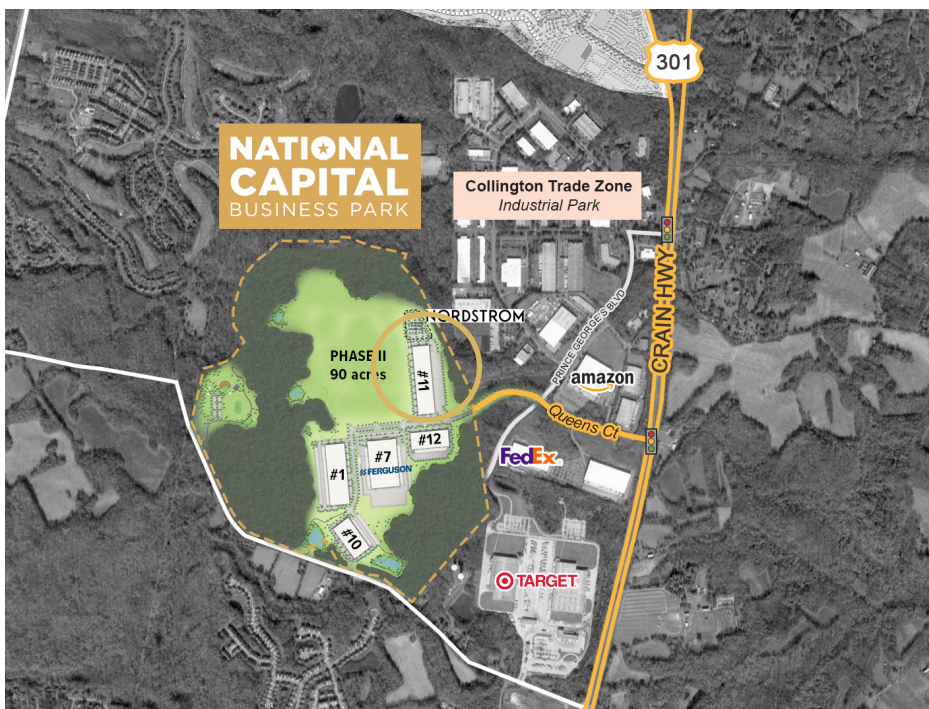 301
NATIONAL
CAPITAL
BUSINESS PARK
Collington Trade Zone
Industrial Park
CRAIN HWY
PRINCE GEORGE'S BLVD
NORDSTROM
PHASE II
90 acres
#11
amazon
Queens Ct
#12
#7
FERGUSON
#1
FedEx
#10
TARGET